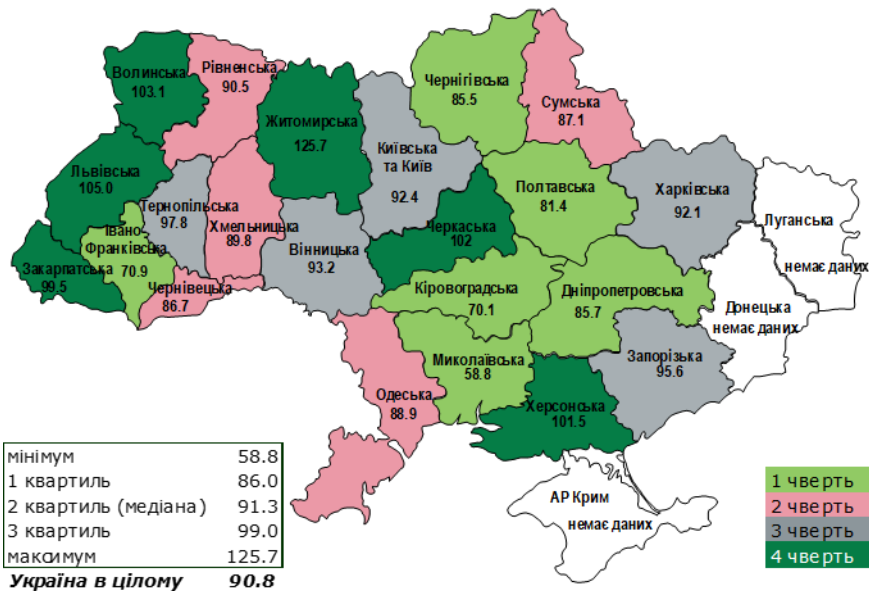 Волинська
103.1
Рівненська
90.5
Житомирська
125.7
Київська
та Київ
92.4
Чернігівська
85.5
Сумська
87.1
Львівська
105.0
Тернопільська
97.8
Хмельницька
89.8
Івано
Франківська
70.9
Закарпатська
99.5
Чернівецька
86.7
Вінницька
93.2
Черкаська
102
Полтавська
81.4
Харківська
92.1
Луганська
немає даних
Донецька
немає даних
Кіровоградська
70.1
Дніпропетровська
85.7
Запорізька
95.6
Миколаївська
58.8
Одеська
88.9
Херсонська
101.5
АР Крим
немає даних
мінімум 58.8
1 квартиль 86.0
2 квартиль (медіана) 91.3
3 квартиль 99.0
максимум 125.7
Україна в цілому 90.8
1 чверть
2 чверть
3 чверть
4 чверть